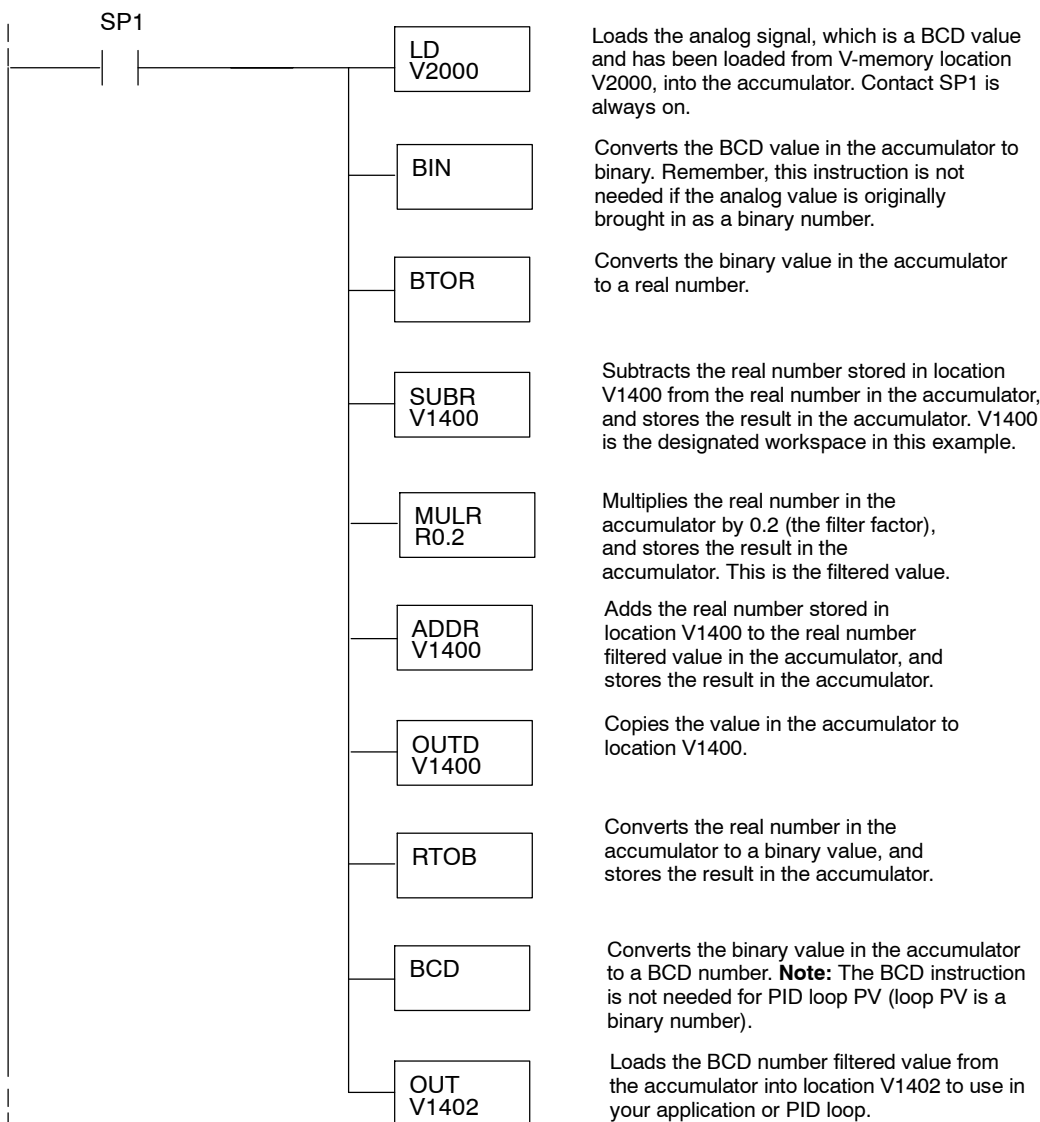 SP1
LD
V2000
Loads the analog signal, which is a BCD value
and has been loaded from V-memory location
V2000, into the accumulator. Contact SP1 is
always on.
BIN
Converts the BCD value in the accumulator to
binary. Remember, this instruction is not
needed if the analog value is originally
brought in as a binary number.
BTOR
Converts the binary value in the accumulator
to a real number.
SUBR
V1400
Subtracts the real number stored in location
V1400 from the real number in the accumulator,
and stores the result in the accumulator. V1400
is the designated workspace in this example.
MULR
R0.2
Multiplies the real number in the
accumulator by 0.2 (the filter factor),
and stores the result in the
accumulator. This is the filtered value.
ADDR
V1400
Adds the real number stored in
location V1400 to the real number
filtered value in the accumulator, and
stores the result in the accumulator.
OUTD
V1400
Copies the value in the accumulator to
location V1400.
RTOB
Converts the real number in the
accumulator to a binary value, and
stores the result in the accumulator.
BCD
Converts the binary value in the accumulator
to a BCD number. Note: The BCD instruction
is not needed for PID loop PV (loop PV is a
binary number).
OUT
V1402
Loads the BCD number filtered value from
the accumulator into location V1402 to use in
your application or PID loop.